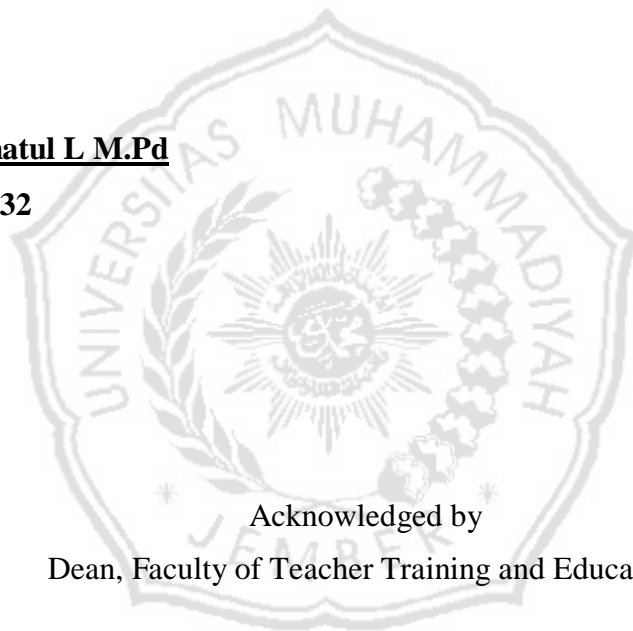 UNIVERSITAS MUHAMMADIYAH
natul L M.Pd
32
JEMBER
Acknowledged by
Dean, Faculty of Teacher Training and Educa